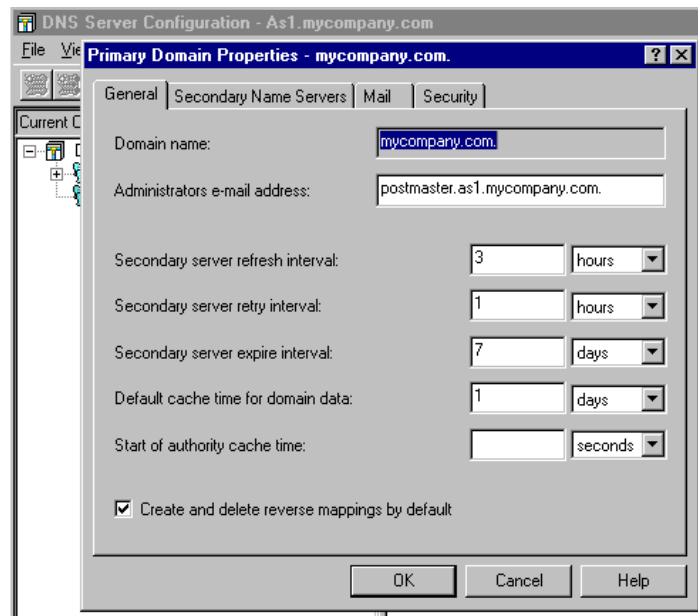 DNS Server Configuration - As1.mycompany.com
File
Primary Domain Properties - mycompany.com.
General Secondary Name Servers Mail Security
Current C
Domain name: mycompany.com.
Administrators e-mail address: postmaster.as1.mycompany.com.
Secondary server refresh interval: 3 hours
Secondary server retry interval: 1 hours
Secondary server expire interval: 7 days
Default cache time for domain data: 1 days
Start of authority cache time: seconds
Create and delete reverse mappings by default
OK Cancel Help